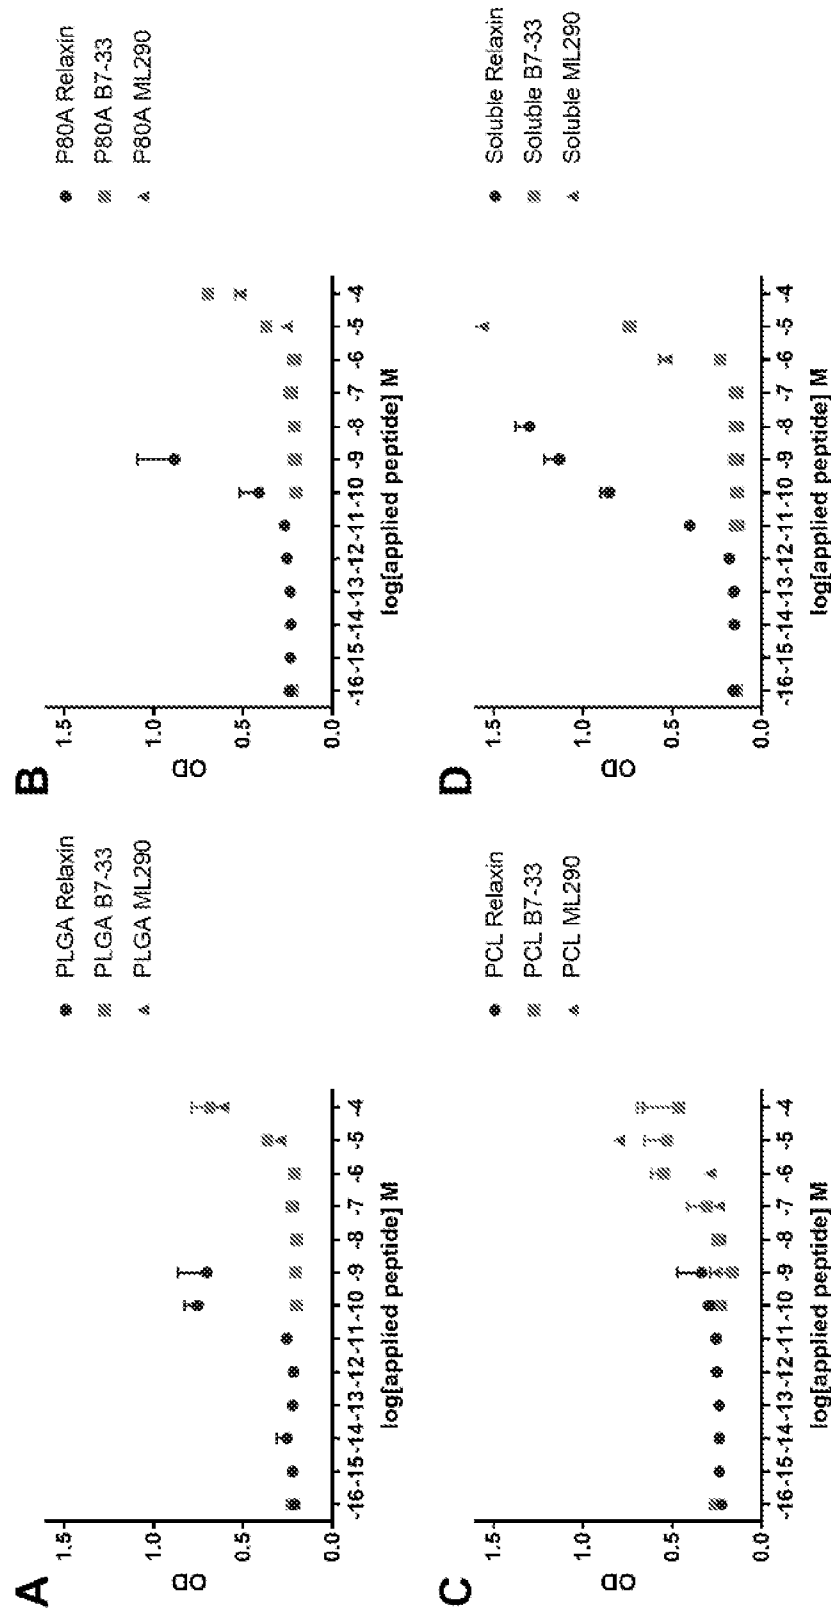 A
1.5
1.0
0.5
0.0
OD
-16-15-14-13-12-11-10 -9 -8 -7 -6 -5 -4
log[applied peptide] M
PLGA Relaxin
PLGA B7-33
PLGA ML290
B
1.5
1.0
0.5
0.0
OD
-16-15-14-13-12-11-10 -9 -8 -7 -6 -5 -4
log[applied peptide] M
P80A Relaxin
P80A B7-33
P80A ML290
C
1.5
1.0
0.5
0.0
OD
-16-15-14-13-12-11-10 -9 -8 -7 -6 -5 -4
log[applied peptide] M
PCL Relaxin
PCL B7-33
PCL ML290
D
1.5
1.0
0.5
0.0
OD
-16-15-14-13-12-11-10 -9 -8 -7 -6 -5 -4
log[applied peptide] M
Soluble Relaxin
Soluble B7-33
Soluble ML290